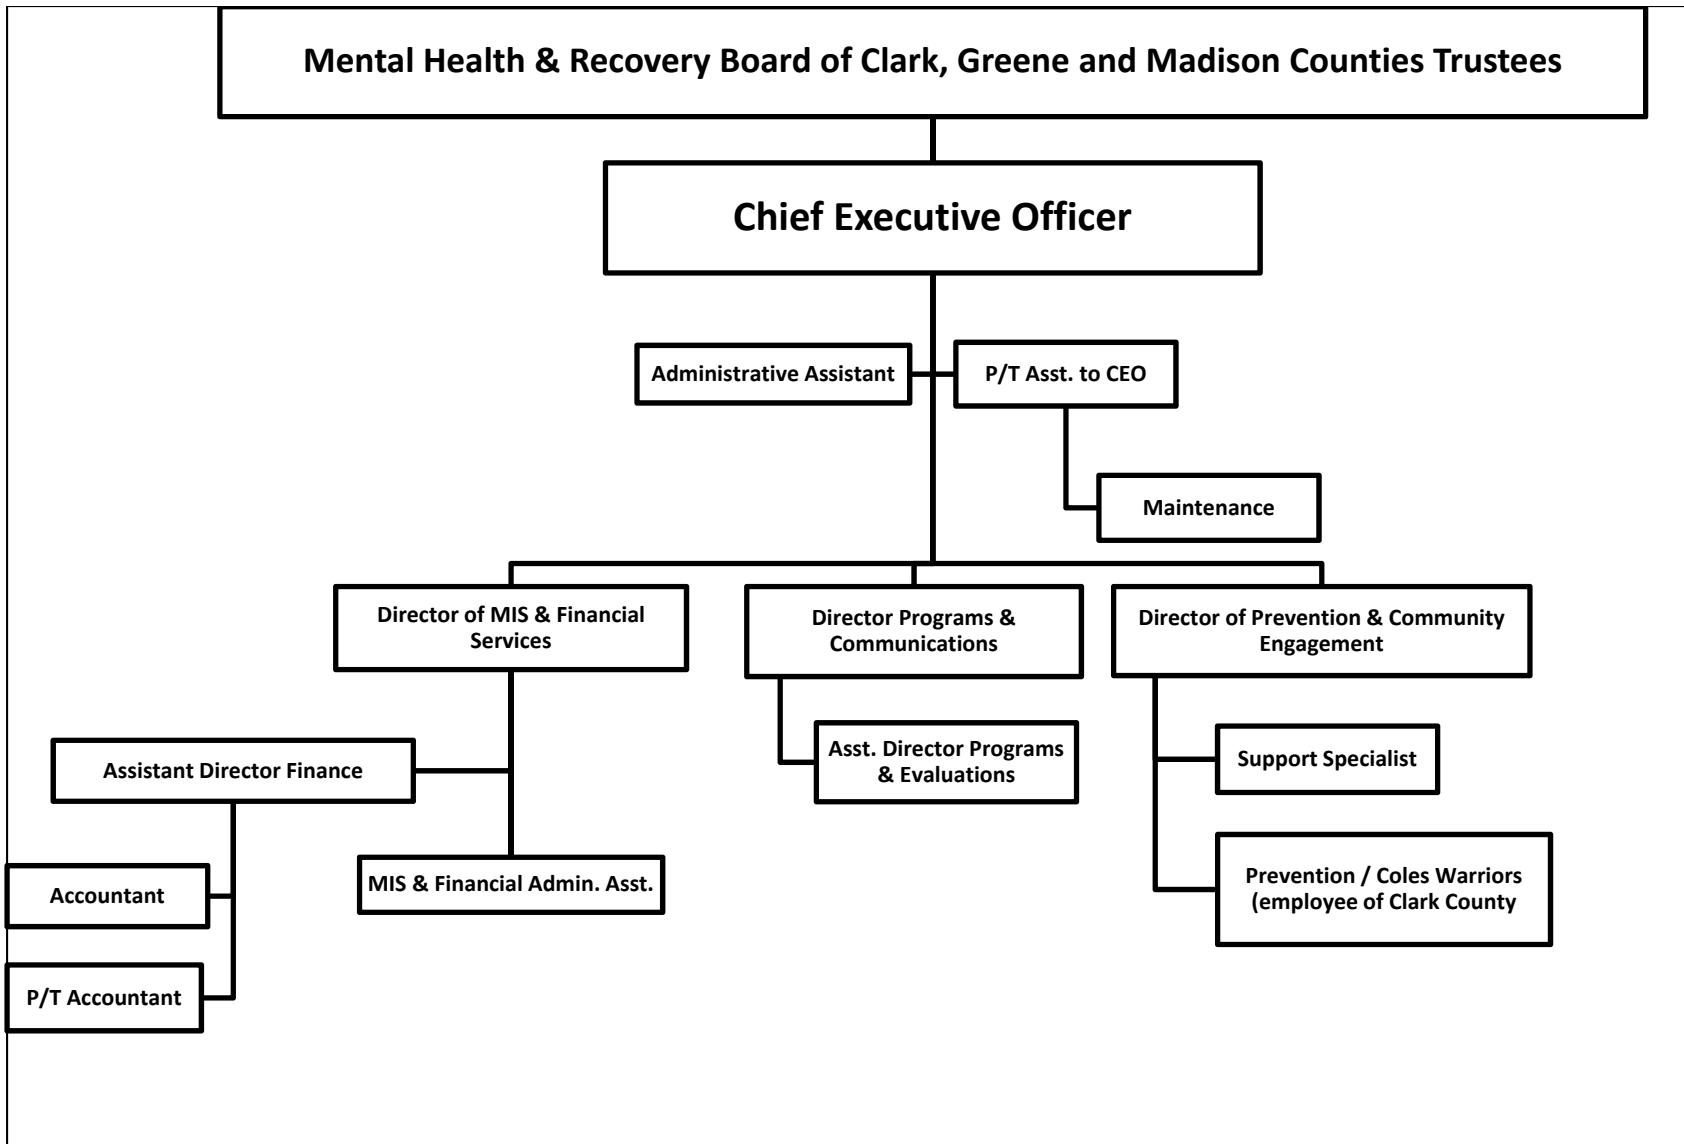 Mental Health & Recovery Board of Clark, Greene and Madison Counties Trustees
Chief Executive Officer
Administrative Assistant
P/T Asst. to CEO
Maintenance
Director of MIS & Financial
Services
Director Programs &
Communications
Director of Prevention & Community
Engagement
Assistant Director Finance
Asst. Director Programs
& Evaluations
Support Specialist
Accountant
MIS & Financial Admin. Asst.
Prevention / Coles Warriors
(employee of Clark County
P/T Accountant